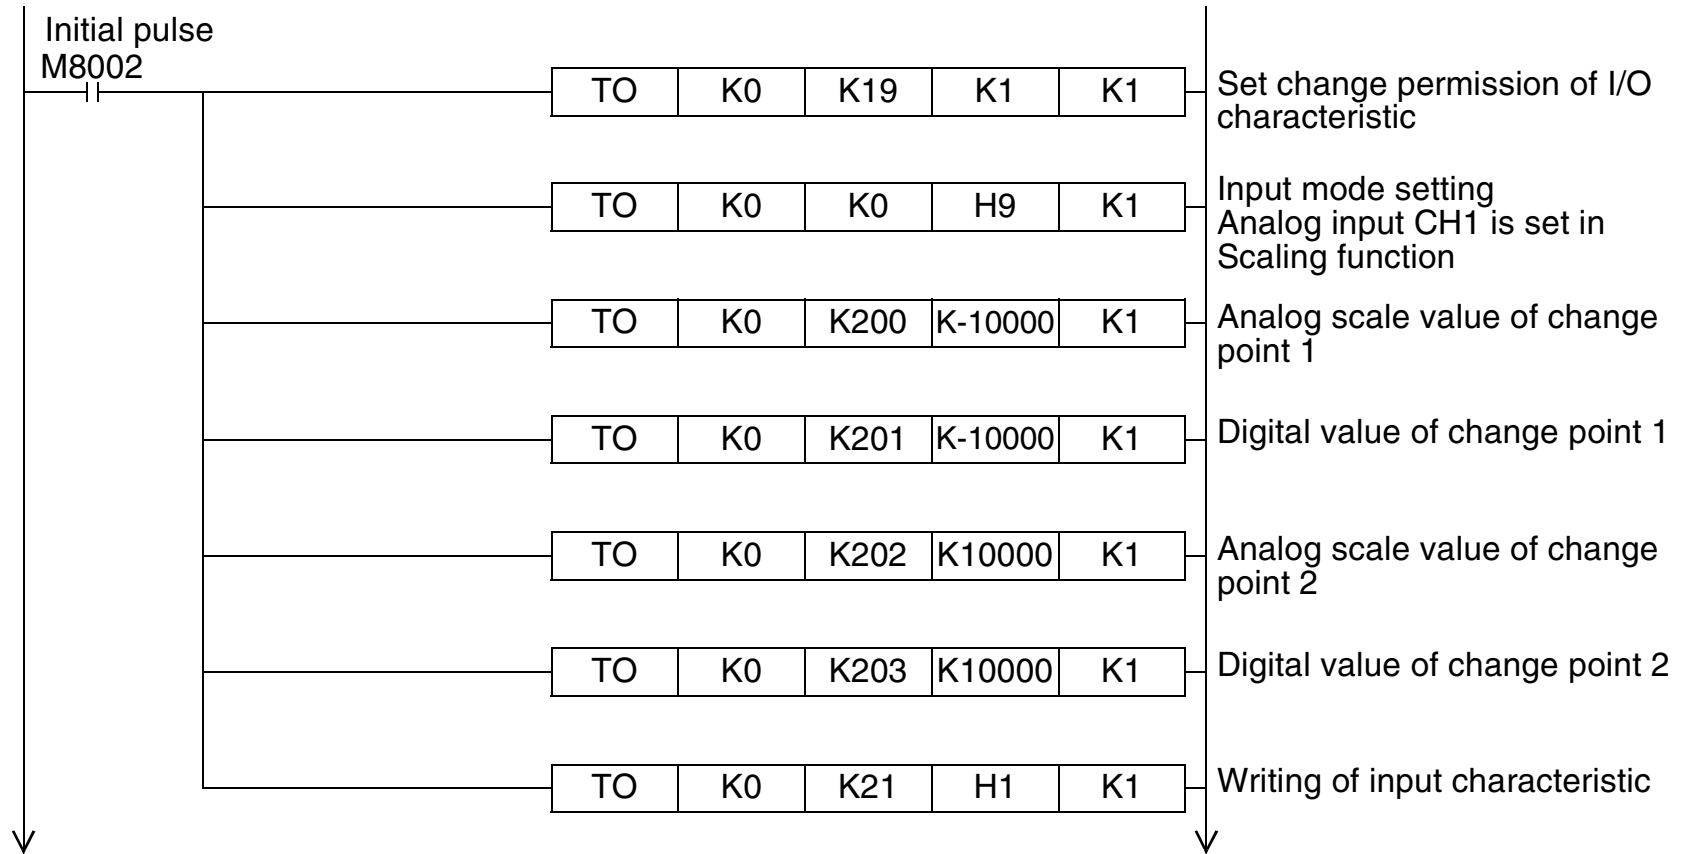 Initial pulse
M8002
TO K0 K19 K1 K1
Set change permission of I/O
characteristic
TO K0 K0 H9 K1
Input mode setting
Analog input CH1 is set in
Scaling function
TO K0 K200 K-10000 K1
Analog scale value of change
point 1
TO K0 K201 K-10000 K1
Digital value of change point 1
TO K0 K202 K10000 K1
Analog scale value of change
point 2
TO K0 K203 K10000 K1
Digital value of change point 2
TO K0 K21 H1 K1
Writing of input characteristic